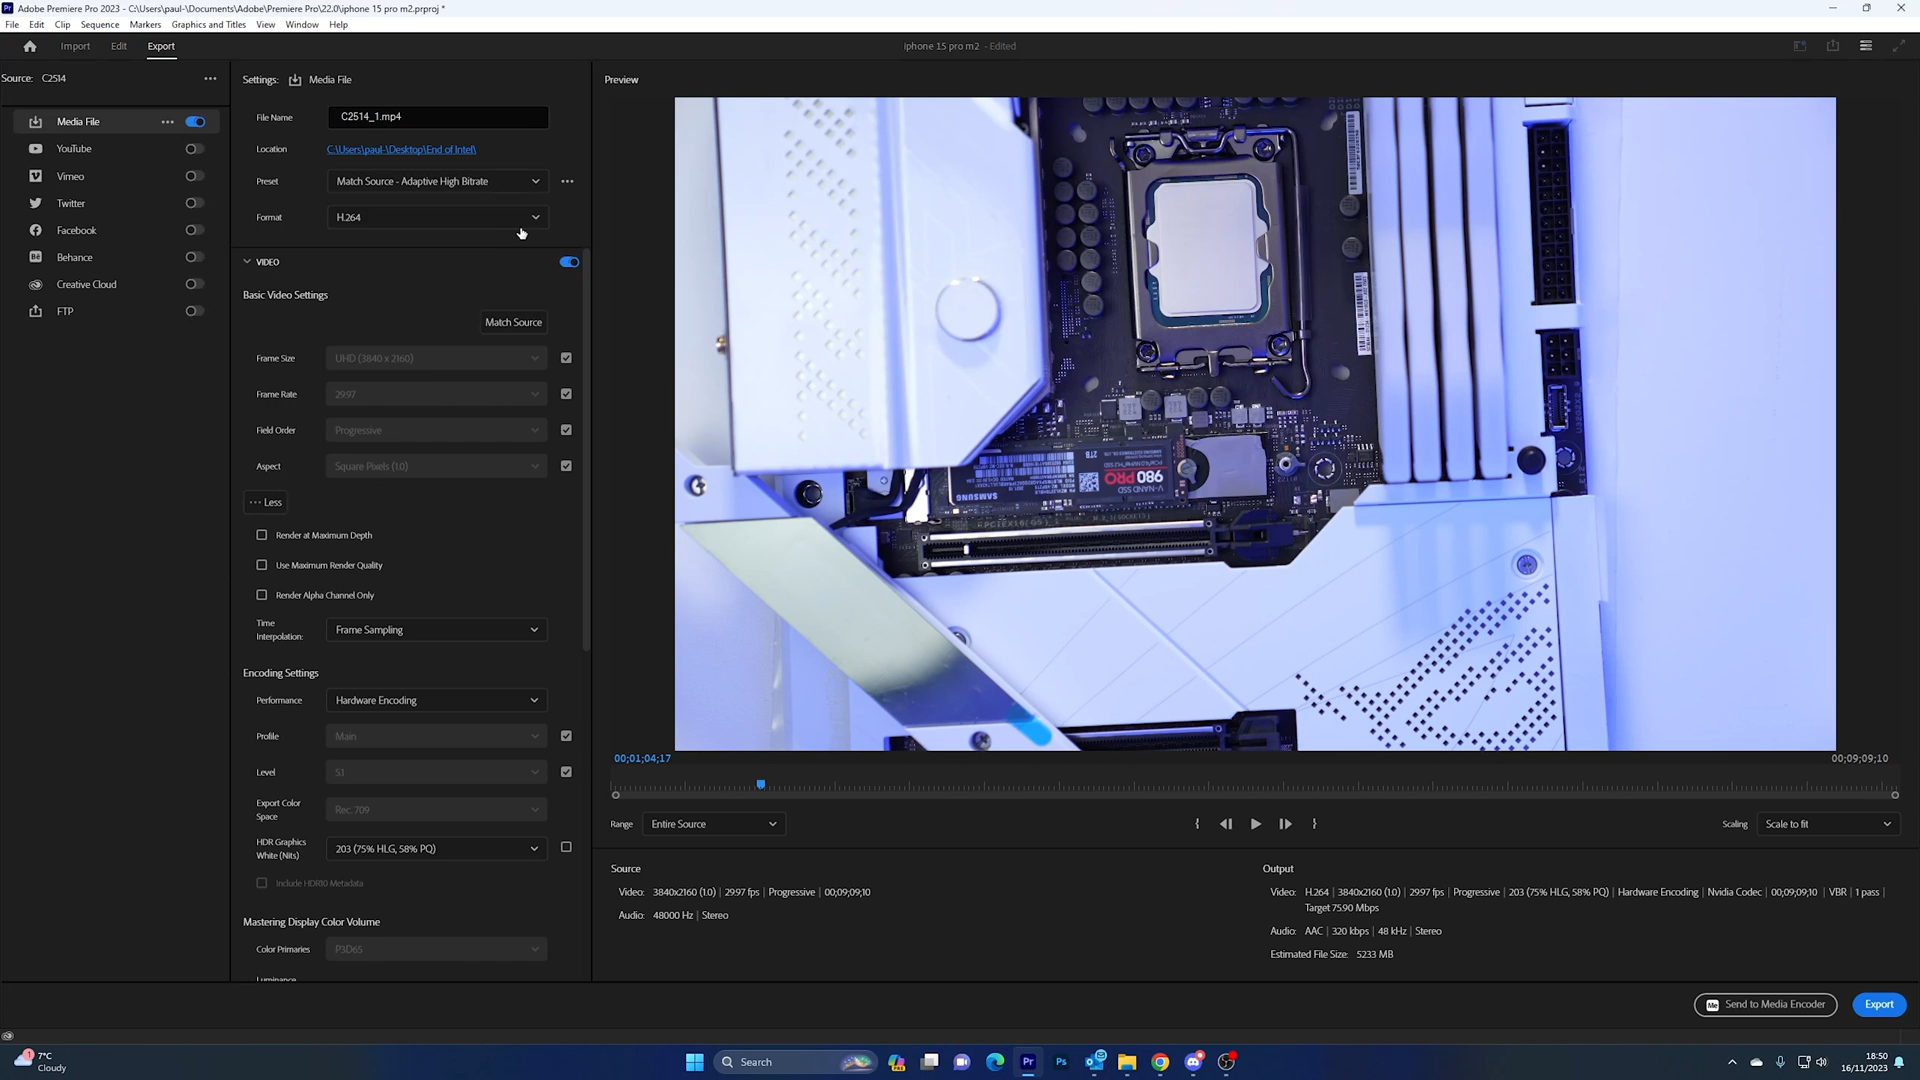 Adobe Premiere Pro 2023 - C:\Users\paul-\Documents\Adobe\Premiere Pro\22.0\iphone 15 pro m2.prproj *
File Edit Clip Sequence Markers Graphics and Titles View Window Help
Import Edit Export
iphone 15 pro m2 - Edited
Source: C2514
Media File
YouTube
Vimeo
Twitter
Facebook
Behance
Creative Cloud
FTP
Settings: Media File
File Name C2514_1.mp4
Location C:\Users\paul-\Desktop\End of Intel\
Preset Match Source - Adaptive High Bitrate
Format H.264
VIDEO
Basic Video Settings
Match Source
Frame Size UHD (3840 x 2160)
Frame Rate 29.97
Field Order Progressive
Aspect Square Pixels (1.0)
Less
Render at Maximum Depth
Use Maximum Render Quality
Render Alpha Channel Only
Time Interpolation: Frame Sampling
Encoding Settings
Performance Hardware Encoding
Profile Main
Level 5.1
Export Color Space Rec. 709
HDR Graphics White (Nits) 203 (75% HLG, 58% PQ)
Include HDR10 Metadata
Mastering Display Color Volume
Color Primaries P3D65
Luminance
Preview
SAMSUNG
V-NAND SSD
980 PRO
2TB
PCIEX16(G5)
00;01;04;17
00;09;09;10
Range Entire Source
Scaling Scale to fit
Source
Video: 3840x2160 (1.0) | 29.97 fps | Progressive | 00;09;09;10
Audio: 48000 Hz | Stereo
Output
Video: H.264 | 3840x2160 (1.0) | 29.97 fps | Progressive | 203 (75% HLG, 58% PQ) | Hardware Encoding | Nvidia Codec | 00;09;09;10 | VBR | 1 pass |
Target 75.90 Mbps
Audio: AAC | 320 kbps | 48 kHz | Stereo
Estimated File Size: 5233 MB
Send to Media Encoder
Export
7°C
Cloudy
Search
18:50
16/11/2023